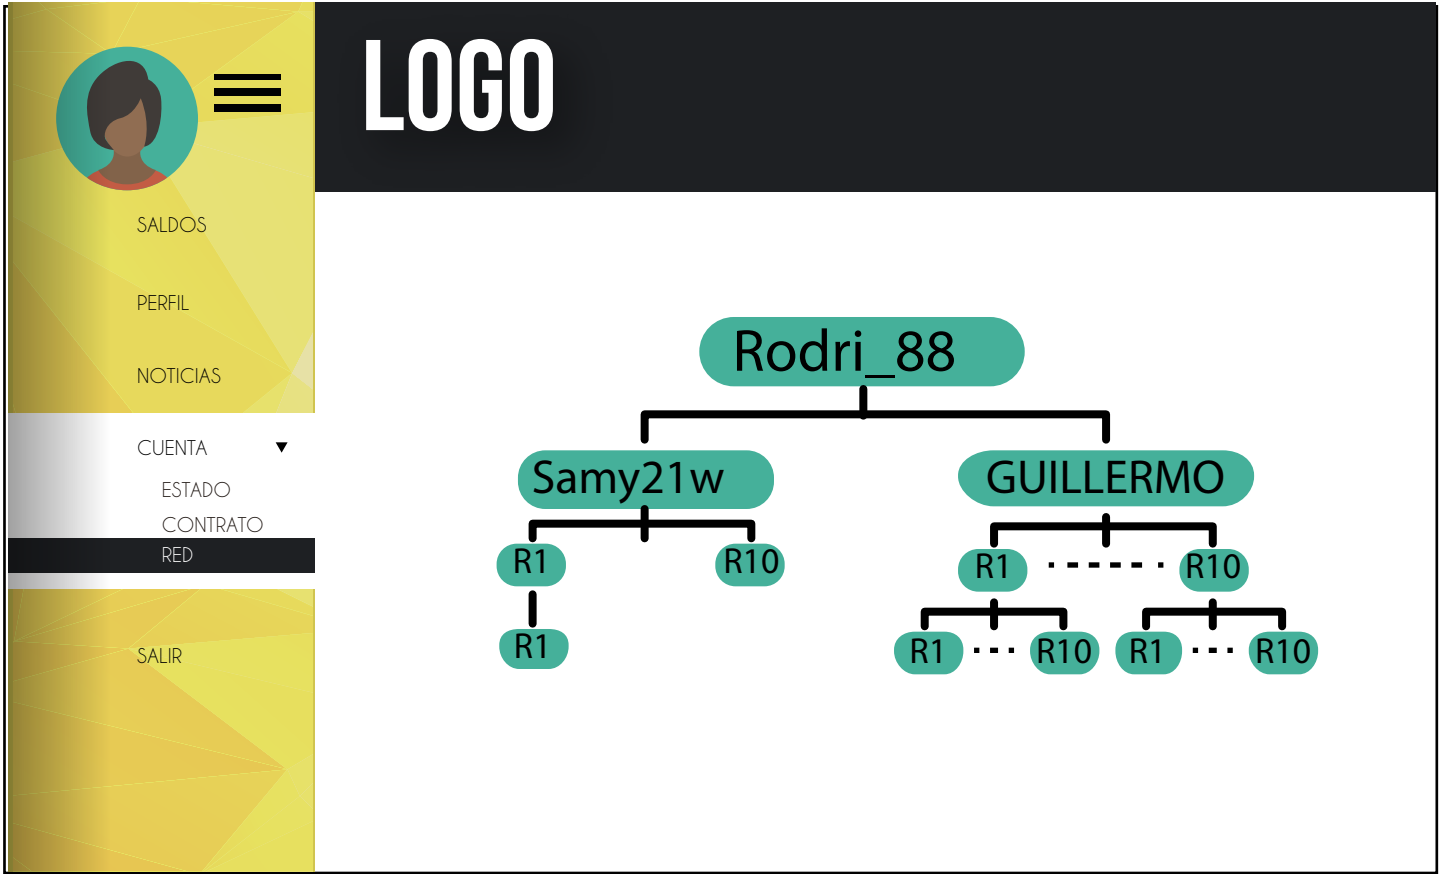 LOGO
SALDOS
PERFIL
NOTICIAS
CUENTA
ESTADO
CONTRATO
RED
SALIR
Rodri_88
Samy21w
GUILLERMO
R1
R10
R1
R10
R1
R1
R10
R1
R10